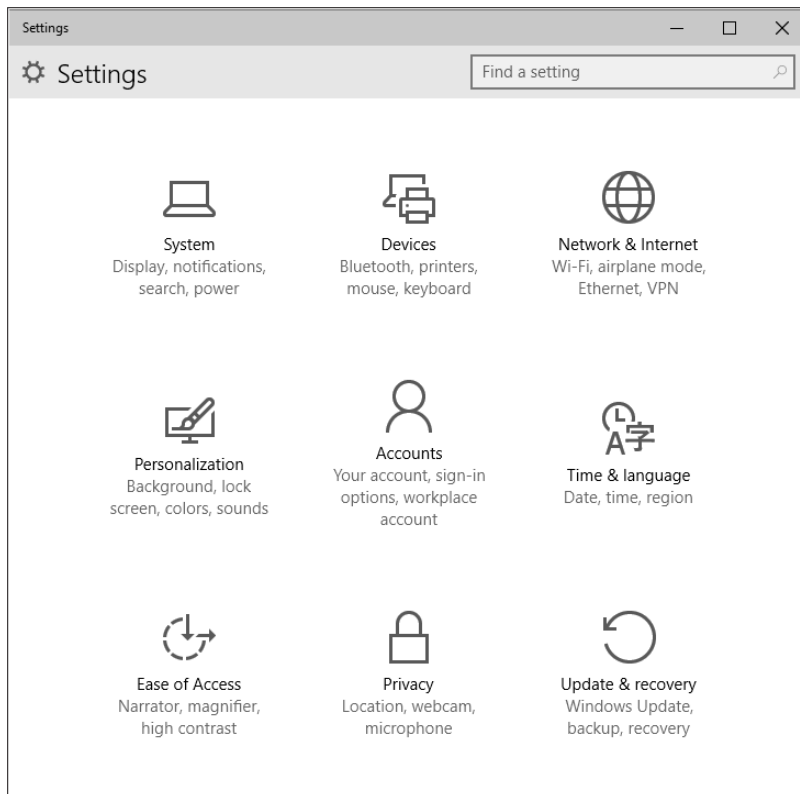 Settings
Settings
Find a setting
System
Display, notifications,
search, power
Devices
Bluetooth, printers,
mouse, keyboard
Network & Internet
Wi-Fi, airplane mode,
Ethernet, VPN
Personalization
Background, lock
screen, colors, sounds
Accounts
Your account, sign-in
options, workplace
account
A字
Time & language
Date, time, region
Ease of Access
Narrator, magnifier,
high contrast
Privacy
Location, webcam,
microphone
Update & recovery
Windows Update,
backup, recovery